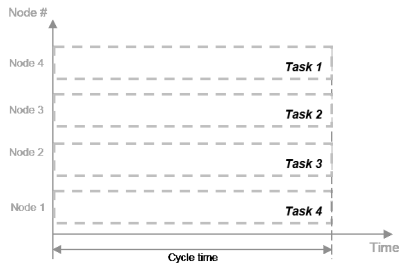 Node #
Node 4
Task 1
Node 3
Task 2
Node 2
Task 3
Node 1
Task 4
Time
Cycle time